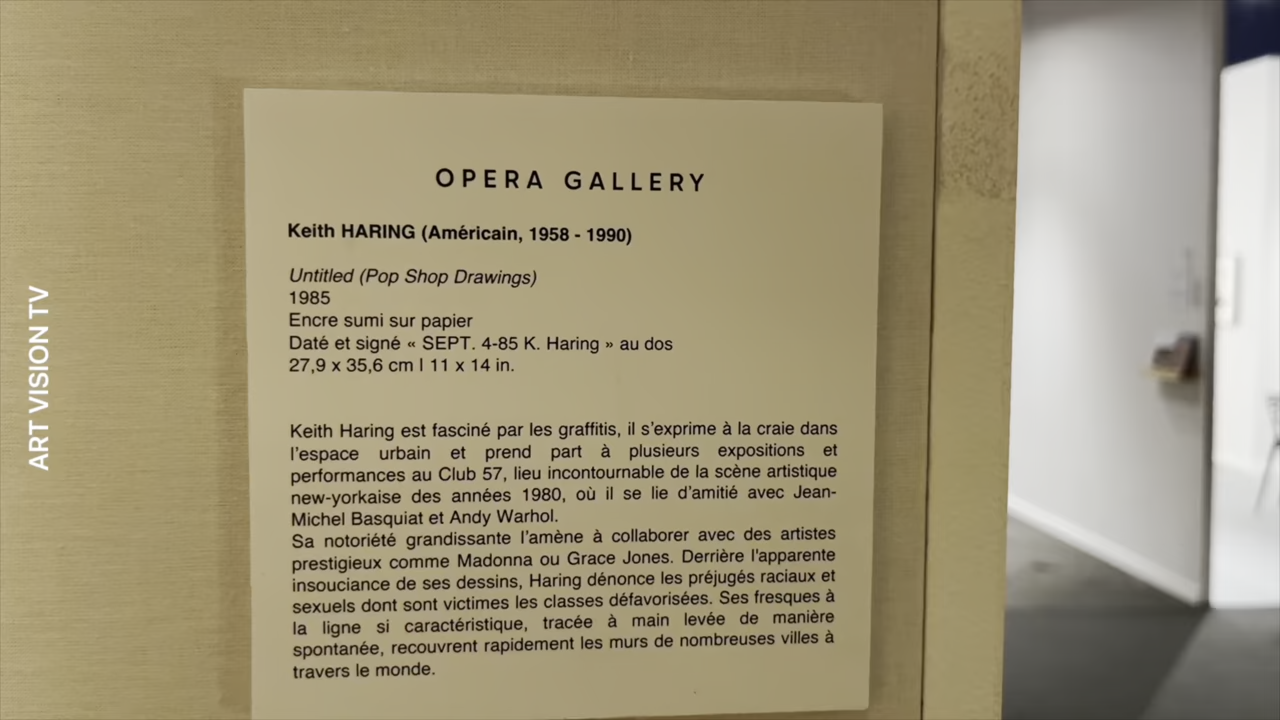 ART VISION TV
OPERA GALLERY
Keith HARING (Américain, 1958 - 1990)
Untitled (Pop Shop Drawings)
1985
Encre sumi sur papier
Daté et signé « SEPT. 4-85 K. Haring » au dos
27,9 x 35,6 cm l 11 x 14 in.
Keith Haring est fasciné par les graffitis, il s'exprime à la craie dans
l'espace urbain et prend part à plusieurs expositions et
performances au Club 57, lieu incontournable de la scène artistique
new-yorkaise des années 1980, où il se lie d'amitié avec Jean-
Michel Basquiat et Andy Warhol.
Sa notoriété grandissante l'amène à collaborer avec des artistes
prestigieux comme Madonna ou Grace Jones. Derrière l'apparente
insouciance de ses dessins, Haring dénonce les préjugés raciaux et
sexuels dont sont victimes les classes défavorisées. Ses fresques à
la ligne si caractéristique, tracée à main levée de manière
spontanée, recouvrent rapidement les murs de nombreuses villes à
travers le monde.